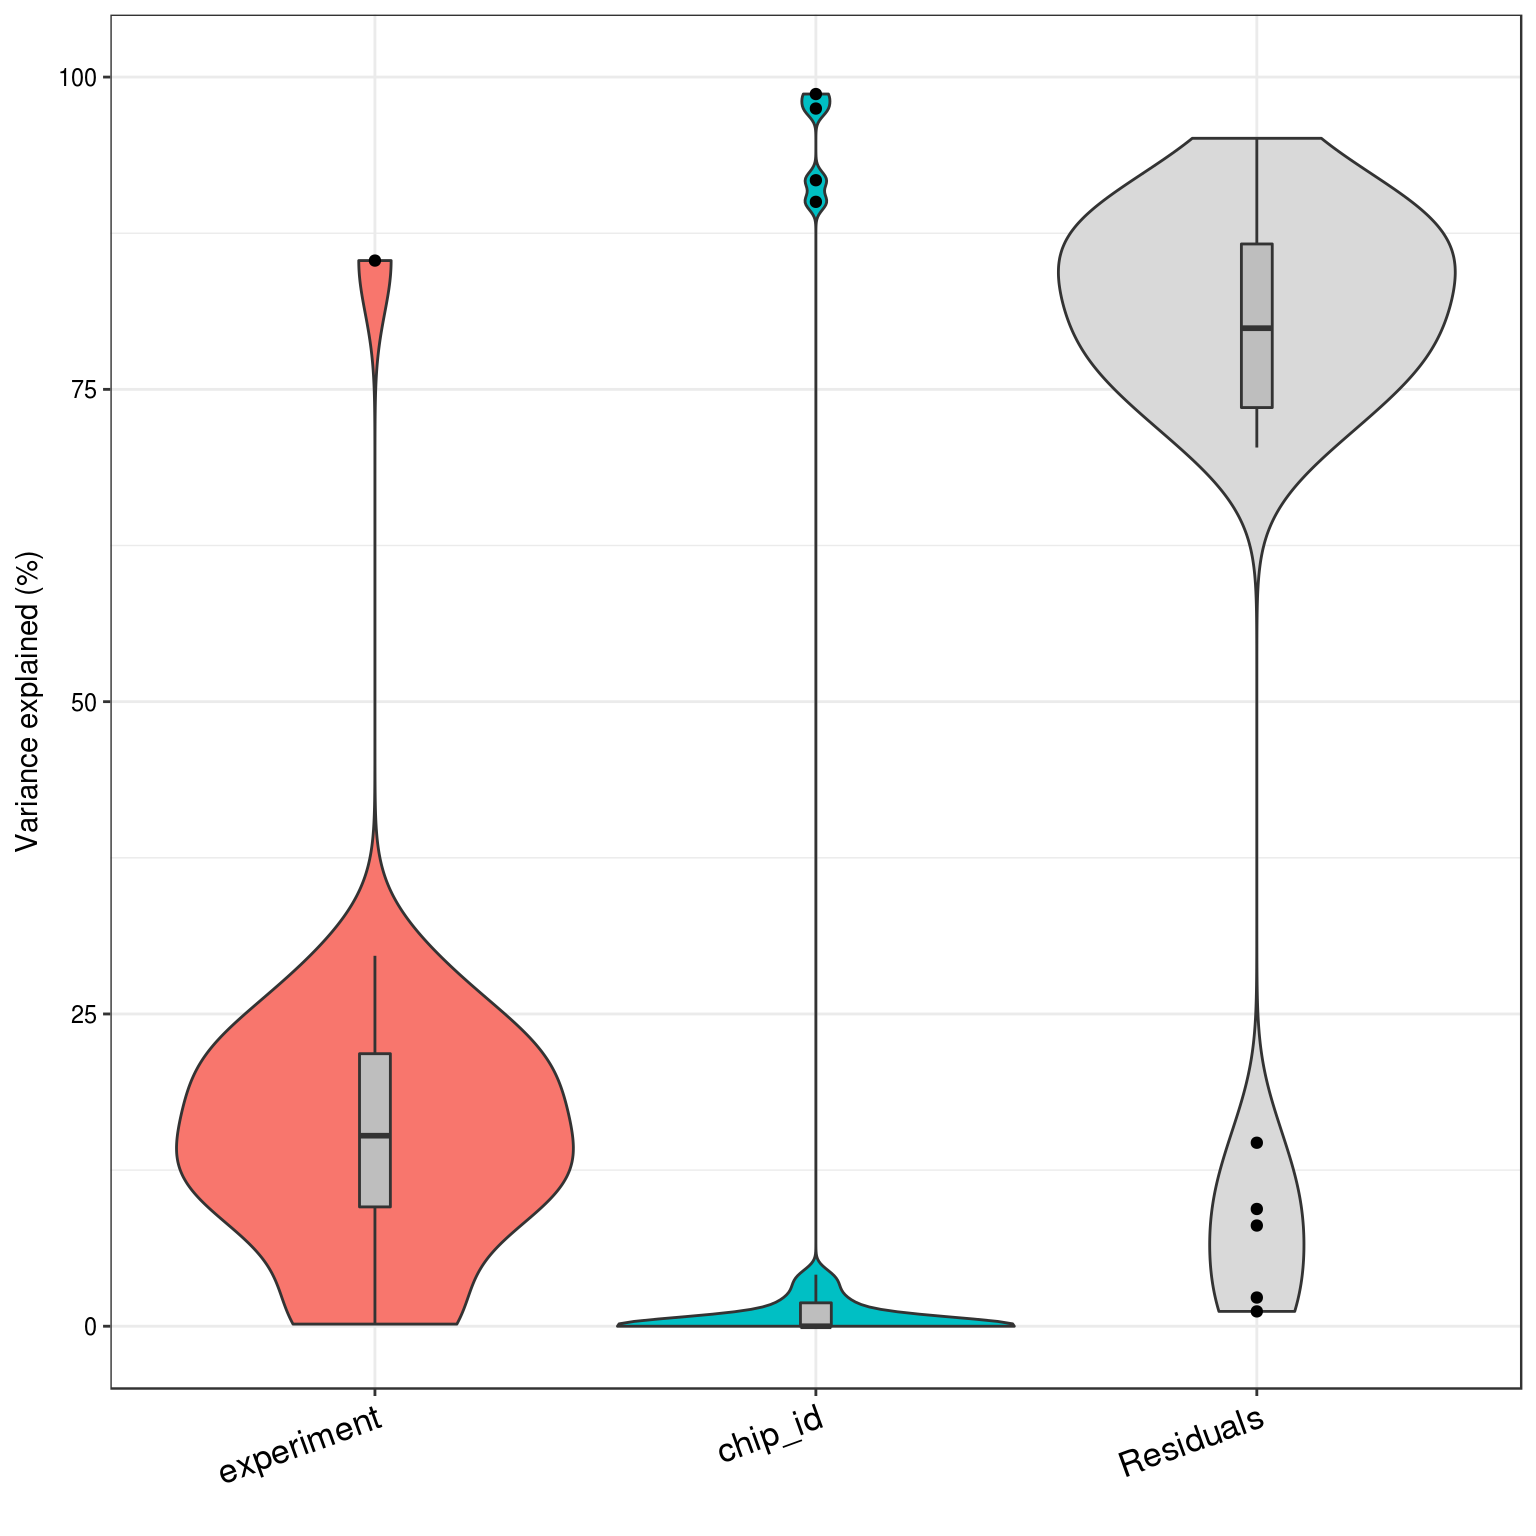 Variance explained (%)
100
75
50
25
0
experiment
chip_id
Residuals